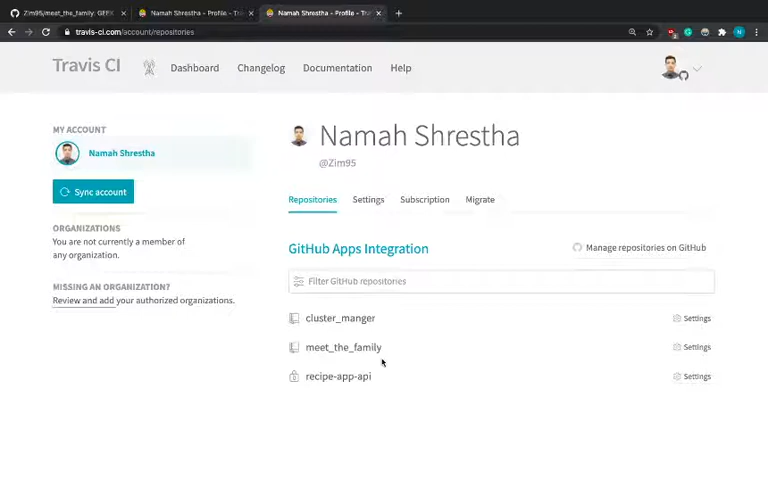 Zim95/meet_the_family: GEEK
Namah Shrestha - Profile - Tra
Namah Shrestha - Profile - Tra
travis-ci.com/account/repositories
Travis CI
Dashboard
Changelog
Documentation
Help
MY ACCOUNT
Namah Shrestha
Sync account
ORGANIZATIONS
You are not currently a member of
any organization.
MISSING AN ORGANIZATION?
Review and add your authorized organizations.
Namah Shrestha
@Zim95
Repositories
Settings
Subscription
Migrate
GitHub Apps Integration
Manage repositories on GitHub
Filter GitHub repositories
cluster_manger
Settings
meet_the_family
Settings
recipe-app-api
Settings